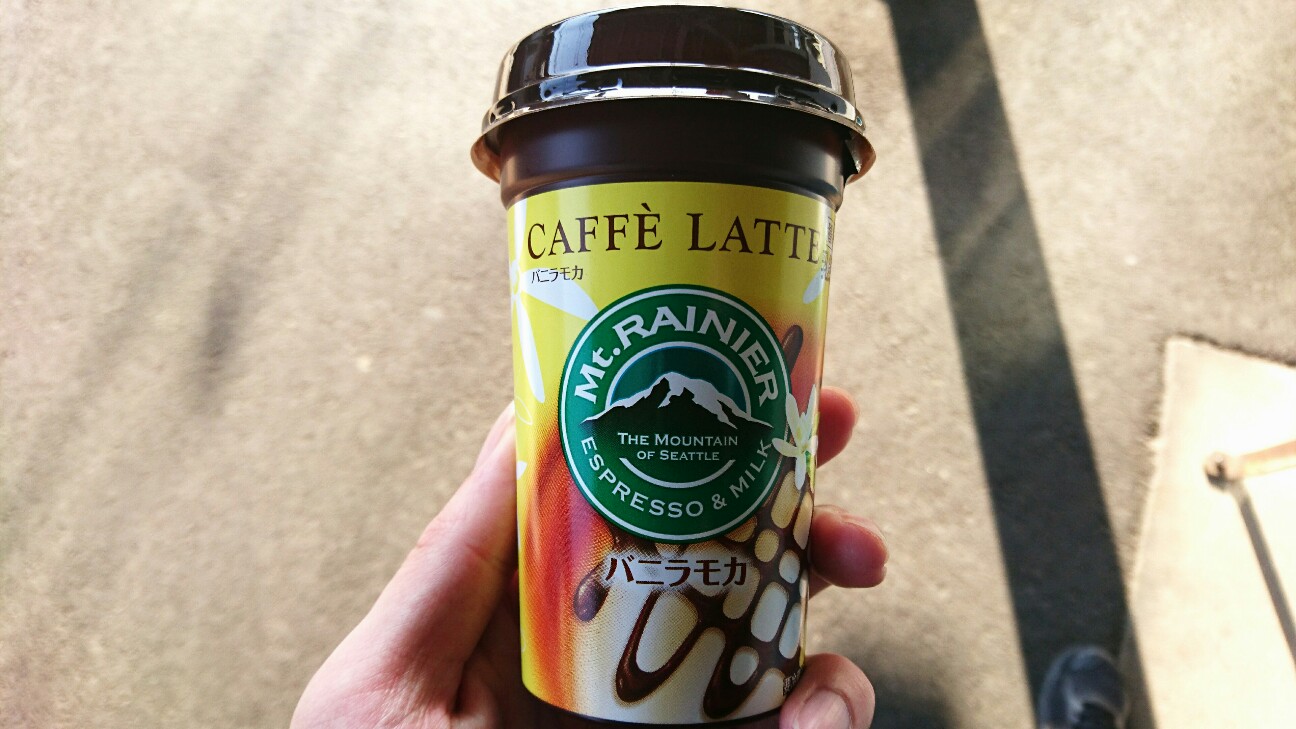 CAFFÈ LATTE
バニラモカ
Mt. RAINIER
THE MOUNTAIN
OF SEATTLE
ESPRESSO & MILK
バニラモカ